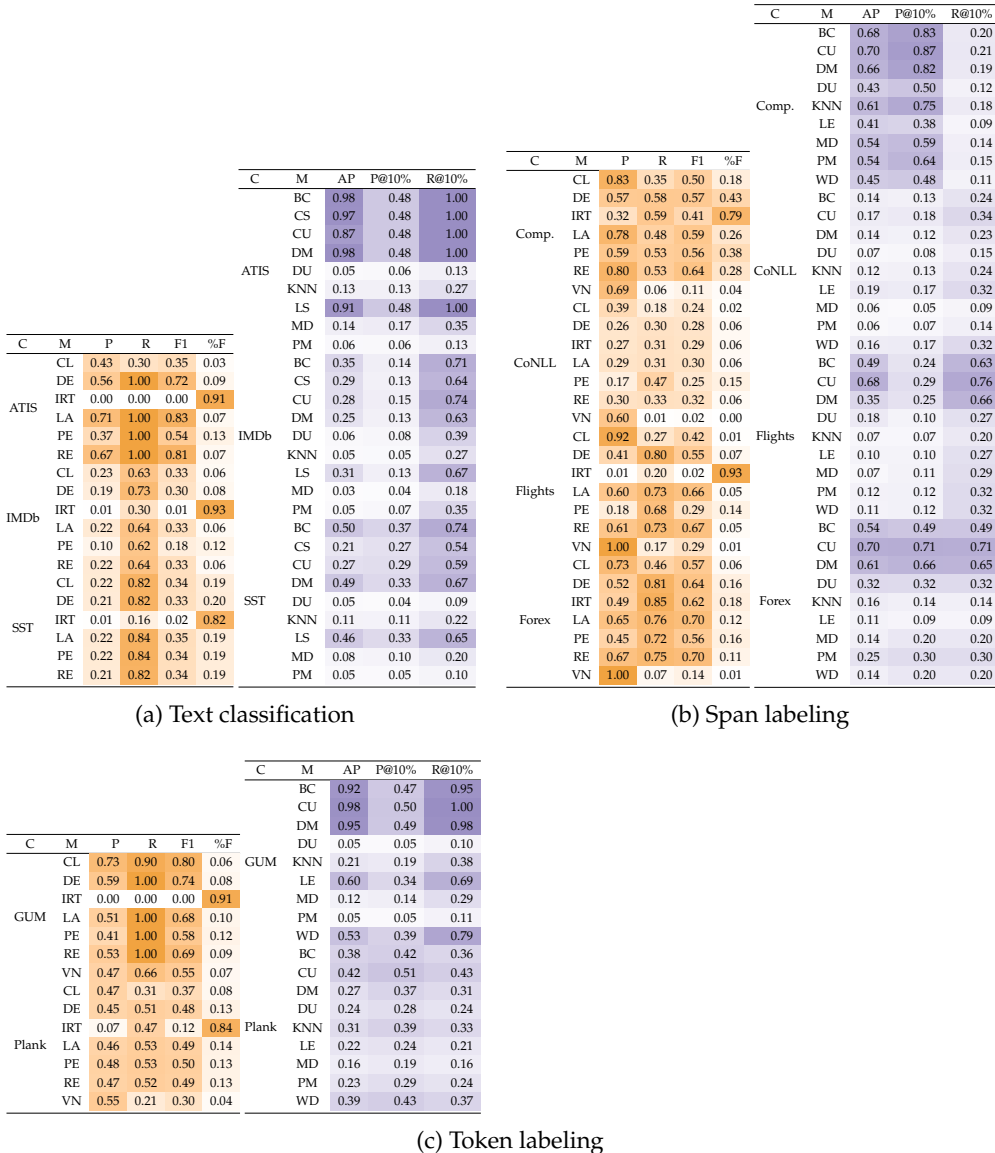 C M P R F1 %F
CL 0.43 0.30 0.35 0.03
DE 0.56 1.00 0.72 0.09
ATIS IRT 0.00 0.00 0.00 0.91
LA 0.71 1.00 0.83 0.07
PE 0.37 1.00 0.54 0.13
RE 0.67 1.00 0.81 0.07
CL 0.23 0.63 0.33 0.06
DE 0.19 0.73 0.30 0.08
IMDb IRT 0.01 0.30 0.01 0.93
LA 0.22 0.64 0.33 0.06
PE 0.10 0.62 0.18 0.12
RE 0.22 0.64 0.33 0.06
CL 0.22 0.82 0.34 0.19
DE 0.21 0.82 0.33 0.20
SST IRT 0.01 0.16 0.02 0.82
LA 0.22 0.84 0.35 0.19
PE 0.22 0.84 0.34 0.19
RE 0.21 0.82 0.34 0.19
C M AP P@10% R@10%
BC 0.98 0.48 1.00
CS 0.97 0.48 1.00
CU 0.87 0.48 1.00
DM 0.98 0.48 1.00
ATIS DU 0.05 0.06 0.13
KNN 0.13 0.13 0.27
LS 0.91 0.48 1.00
MD 0.14 0.17 0.35
PM 0.06 0.06 0.13
BC 0.35 0.14 0.71
CS 0.29 0.13 0.64
CU 0.28 0.15 0.74
DM 0.25 0.13 0.63
IMDb DU 0.06 0.08 0.39
KNN 0.05 0.05 0.27
LS 0.31 0.13 0.67
MD 0.03 0.04 0.18
PM 0.05 0.07 0.35
BC 0.50 0.37 0.74
CS 0.21 0.27 0.54
CU 0.27 0.29 0.59
DM 0.49 0.33 0.67
SST DU 0.05 0.04 0.09
KNN 0.11 0.11 0.22
LS 0.46 0.33 0.65
MD 0.08 0.10 0.20
PM 0.05 0.05 0.10
(a) Text classification
C M P R F1 %F
CL 0.83 0.35 0.50 0.18
DE 0.57 0.58 0.57 0.43
IRT 0.32 0.59 0.41 0.79
Comp. LA 0.78 0.48 0.59 0.26
PE 0.59 0.53 0.56 0.38
RE 0.80 0.53 0.64 0.28
VN 0.69 0.06 0.11 0.04
CL 0.39 0.18 0.24 0.02
DE 0.26 0.30 0.28 0.06
IRT 0.27 0.31 0.29 0.06
CoNLL LA 0.29 0.31 0.30 0.06
PE 0.17 0.47 0.25 0.15
RE 0.30 0.33 0.32 0.06
VN 0.60 0.01 0.02 0.00
CL 0.92 0.27 0.42 0.01
DE 0.41 0.80 0.55 0.07
IRT 0.01 0.20 0.02 0.93
Flights LA 0.60 0.73 0.66 0.05
PE 0.18 0.68 0.29 0.14
RE 0.61 0.73 0.67 0.05
VN 1.00 0.17 0.29 0.01
CL 0.73 0.46 0.57 0.06
DE 0.52 0.81 0.64 0.16
IRT 0.49 0.85 0.62 0.18
Forex LA 0.65 0.76 0.70 0.12
PE 0.45 0.72 0.56 0.16
RE 0.67 0.75 0.70 0.11
VN 1.00 0.07 0.14 0.01
C M AP P@10% R@10%
BC 0.68 0.83 0.20
CU 0.70 0.87 0.21
DM 0.66 0.82 0.19
DU 0.43 0.50 0.12
Comp. KNN 0.61 0.75 0.18
LE 0.41 0.38 0.09
MD 0.54 0.59 0.14
PM 0.54 0.64 0.15
WD 0.45 0.48 0.11
BC 0.14 0.13 0.24
CU 0.17 0.18 0.34
DM 0.14 0.12 0.23
DU 0.07 0.08 0.15
CoNLL KNN 0.12 0.13 0.24
LE 0.19 0.17 0.32
MD 0.06 0.05 0.09
PM 0.06 0.07 0.14
WD 0.16 0.17 0.32
BC 0.49 0.24 0.63
CU 0.68 0.29 0.76
DM 0.35 0.25 0.66
DU 0.18 0.10 0.27
Flights KNN 0.07 0.07 0.20
LE 0.10 0.10 0.27
MD 0.07 0.11 0.29
PM 0.12 0.12 0.32
WD 0.11 0.12 0.32
BC 0.54 0.49 0.49
CU 0.70 0.71 0.71
DM 0.61 0.66 0.65
DU 0.32 0.32 0.32
Forex KNN 0.16 0.14 0.14
LE 0.11 0.09 0.09
MD 0.14 0.20 0.20
PM 0.25 0.30 0.30
WD 0.14 0.20 0.20
(b) Span labeling
C M P R F1 %F
CL 0.73 0.90 0.80 0.06
DE 0.59 1.00 0.74 0.08
IRT 0.00 0.00 0.00 0.91
GUM LA 0.51 1.00 0.68 0.10
PE 0.41 1.00 0.58 0.12
RE 0.53 1.00 0.69 0.09
VN 0.47 0.66 0.55 0.07
CL 0.47 0.31 0.37 0.08
DE 0.45 0.51 0.48 0.13
IRT 0.07 0.47 0.12 0.84
Plank LA 0.46 0.53 0.49 0.14
PE 0.48 0.53 0.50 0.13
RE 0.47 0.52 0.49 0.13
VN 0.55 0.21 0.30 0.04
C M AP P@10% R@10%
BC 0.92 0.47 0.95
CU 0.98 0.50 1.00
DM 0.95 0.49 0.98
DU 0.05 0.05 0.10
GUM KNN 0.21 0.19 0.38
LE 0.60 0.34 0.69
MD 0.12 0.14 0.29
PM 0.05 0.05 0.11
WD 0.53 0.39 0.79
BC 0.38 0.42 0.36
CU 0.42 0.51 0.43
DM 0.27 0.37 0.31
DU 0.24 0.28 0.24
Plank KNN 0.31 0.39 0.33
LE 0.22 0.24 0.21
MD 0.16 0.19 0.16
PM 0.23 0.29 0.24
WD 0.39 0.43 0.37
(c) Token labeling